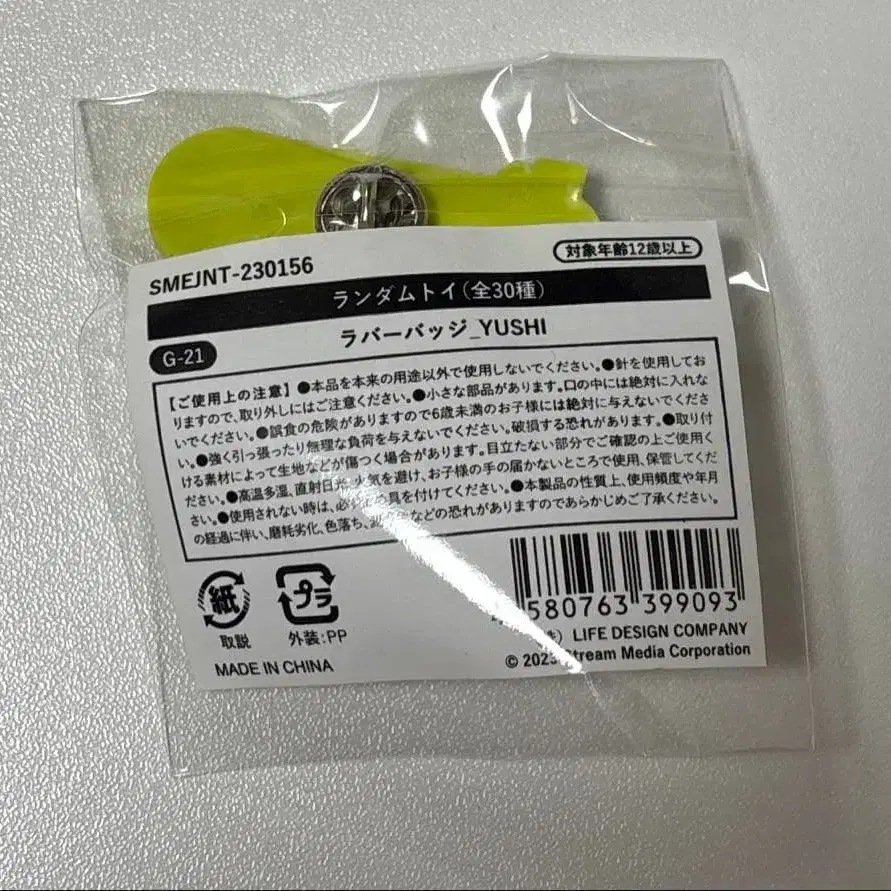 SMEJNT-230156
対象年齢12歳以上
ランダムトイ(全30種)
G-21
ラバーバッジ_YUSHI
【ご使用上の注意】●本品を本来の用途以外で使用しないでください。●針を使用してお
りますので、取り外しにはご注意ください。●小さな部品があります。口の中には絶対に入れな
いでください。●誤食の危険がありますので6歳未満のお子様には絶対に与えないでくださ
い。●強く引っ張ったり無理な負荷を与えないでください。破損する恐れがあります。●取り付
ける素材によって生地などが傷つく場合があります。目立たない部分でご確認の上ご使用く
ださい。●高温多湿、直射日光、火気を避け、お子様の手の届かないところで使用、保管してくだ
さい。●使用されない時は、必ず 具を付けてください。●本製品の性質上、使用頻度や年月
の経過に伴い、磨耗劣化、色落ち、 などの恐れがありますのであらかじめご了承ください。
紙
プラ
取説
外装:PP
580763 399093
MADE IN CHINA
LIFE DESIGN COMPANY
© 2023 Stream Media Corporation